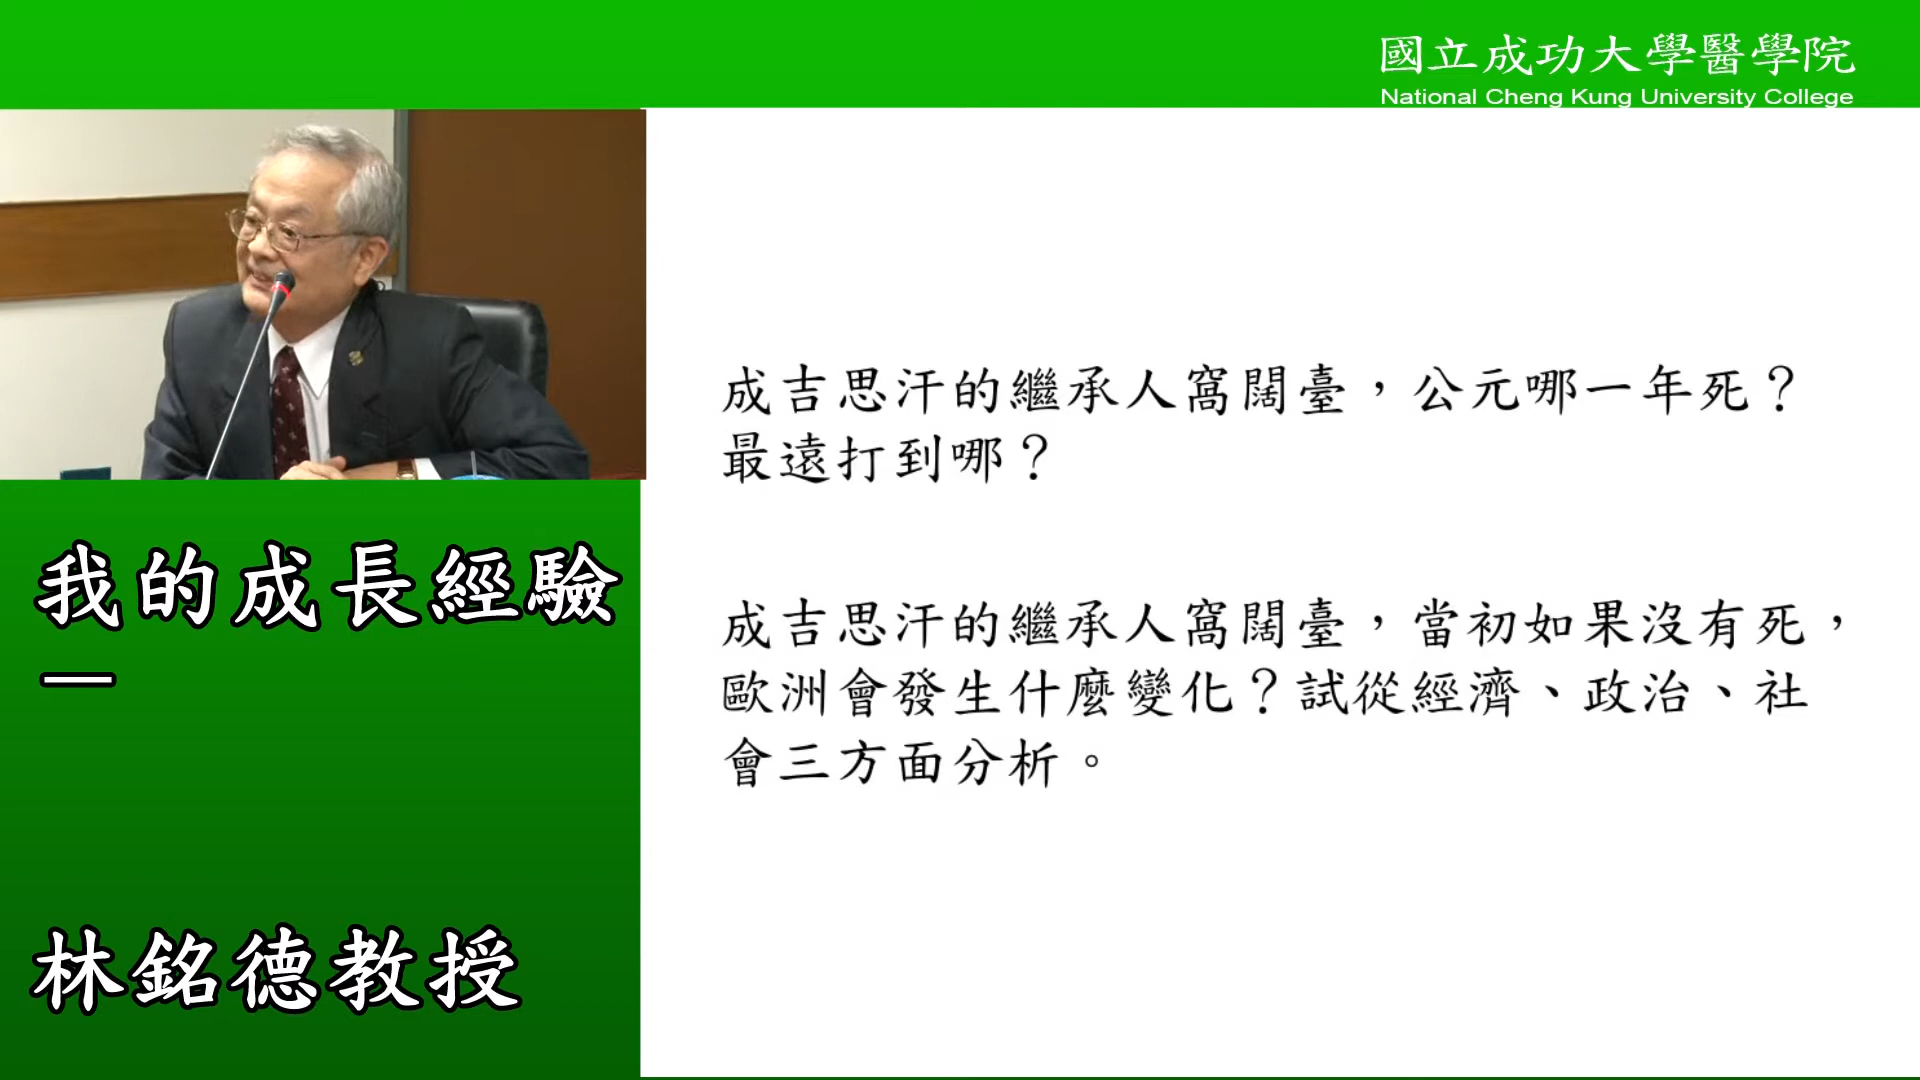 國立成功大學醫學院
National Cheng Kung University College
成吉思汗的繼承人窩闊臺，公元哪一年死？
最遠打到哪？
成吉思汗的繼承人窩闊臺，當初如果沒有死，
歐洲會發生什麼變化？試從經濟、政治、社
會三方面分析。
我的成長經驗
一
林銘德教授